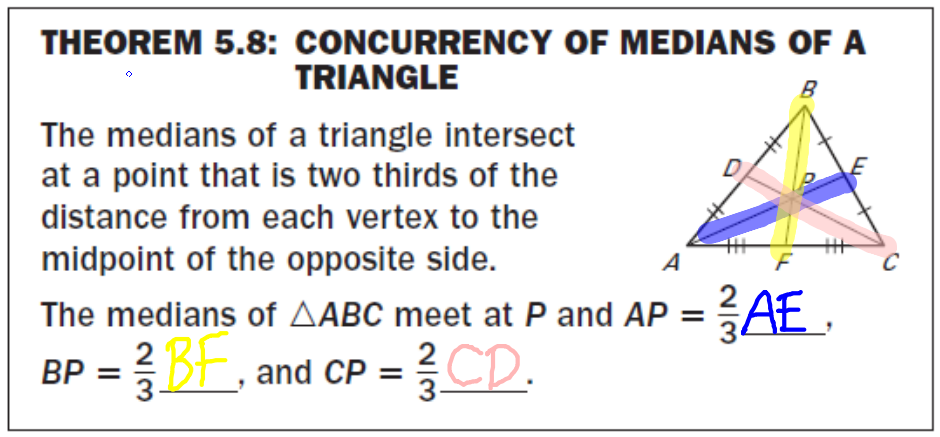 THEOREM 5.8: CONCURRENCY OF MEDIANS OF A
TRIANGLE
B
The medians of a triangle intersect
at a point that is two thirds of the
D
E
P
distance from each vertex to the
midpoint of the opposite side.
A
F
C
The medians of △ABC meet at P and AP = 2/3 AE,
BP = 2/3 BF, and CP = 2/3 CD.